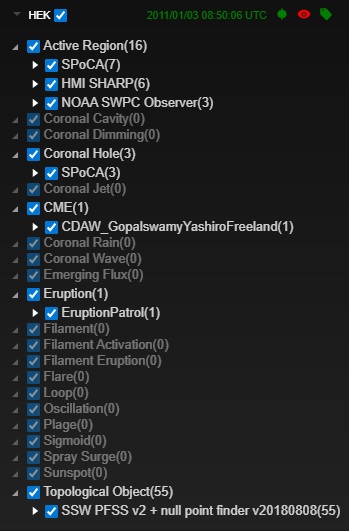 HEK 2011/01/03 08:50:06 UTC
Active Region(16)
SPoCA(7)
HMI SHARP(6)
NOAA SWPC Observer(3)
Coronal Cavity(0)
Coronal Dimming(0)
Coronal Hole(3)
SPoCA(3)
Coronal Jet(0)
CME(1)
CDAW_GopalswamyYashiroFreeland(1)
Coronal Rain(0)
Coronal Wave(0)
Emerging Flux(0)
Eruption(1)
EruptionPatrol(1)
Filament(0)
Filament Activation(0)
Filament Eruption(0)
Flare(0)
Loop(0)
Oscillation(0)
Plage(0)
Sigmoid(0)
Spray Surge(0)
Sunspot(0)
Topological Object(55)
SSW PFSS v2 + null point finder v20180808(55)